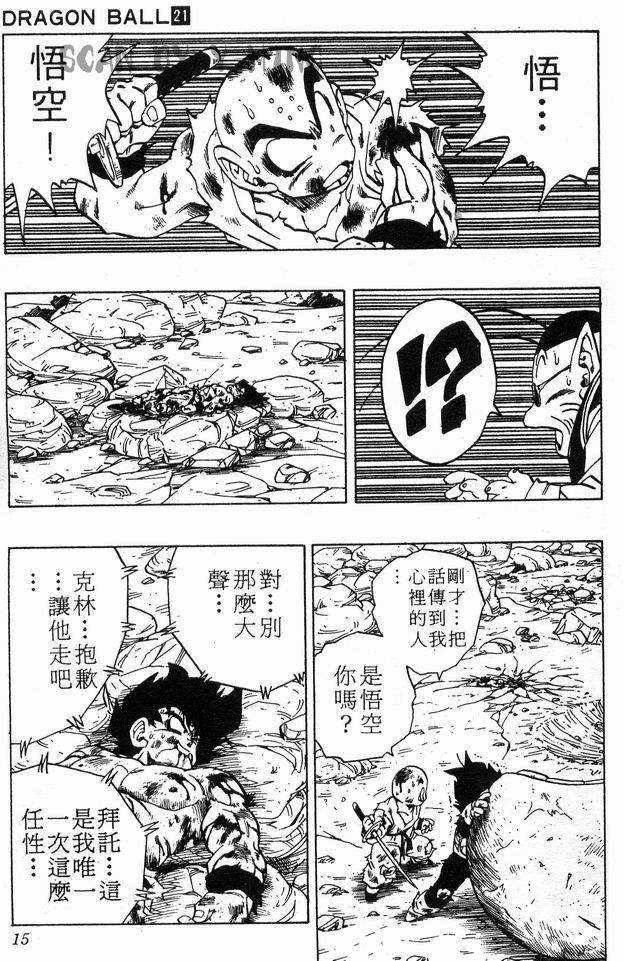 DRAGON BALL 21
悟…
悟空！
!?
剛才…把
話傳到我
心裡的人
…
是悟空
你嗎？
對…別
那麼大
聲…
克林…抱歉
…讓他走吧
…
拜託…這
是我唯一
一次這麼
任性…
15